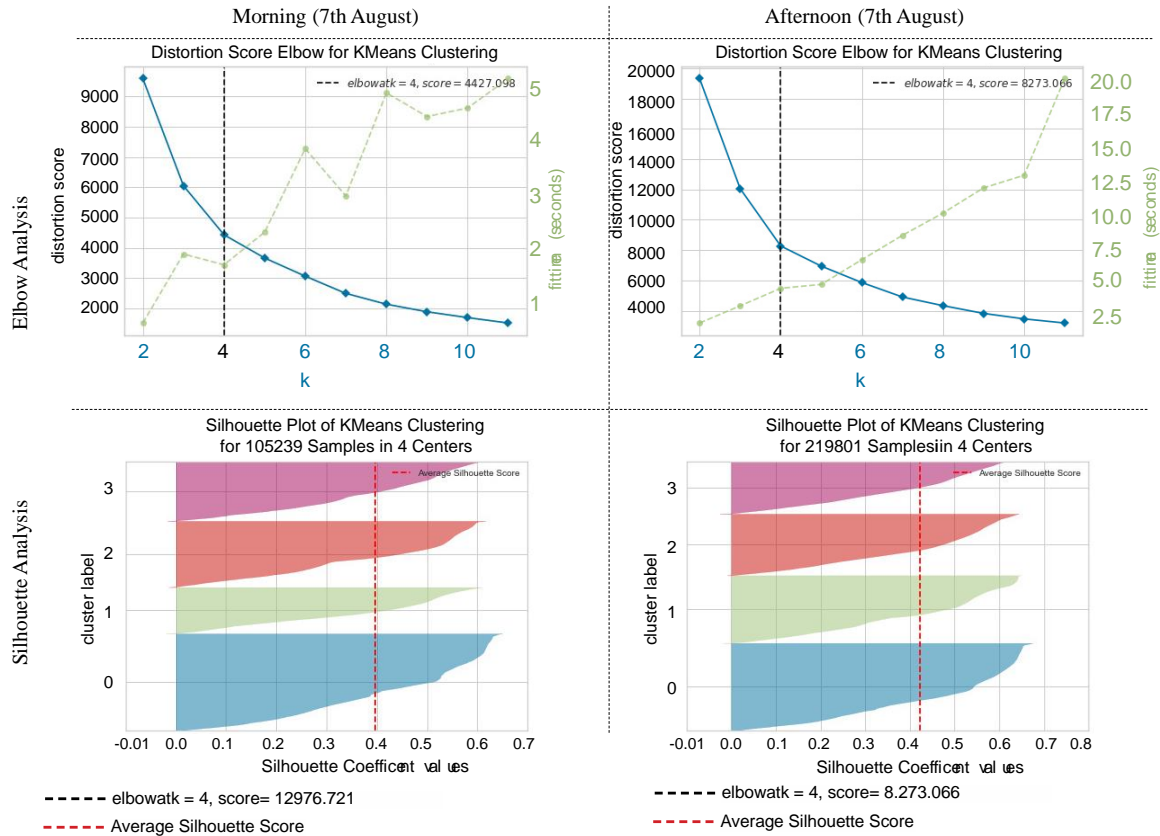 Morning (7th August)
Afternoon (7th August)
Elbow Analysis
Distortion Score Elbow for KMeans Clustering
elbowatk = 4, score = 4427.098
distortion score
9000
8000
7000
6000
5000
4000
3000
2000
5
4
3
2
1
fittime (seconds)
2 4 6 8 10
k
Distortion Score Elbow for KMeans Clustering
elbowatk = 4, score = 8273.066
distortion score
20000
18000
16000
14000
12000
10000
8000
6000
4000
20.0
17.5
15.0
12.5
10.0
7.5
5.0
2.5
fittime (seconds)
2 4 6 8 10
k
Silhouette Analysis
Silhouette Plot of KMeans Clustering
for 105239 Samples in 4 Centers
Average Silhouette Score
cluster label
3
2
1
0
-0.01 0.0 0.1 0.2 0.3 0.4 0.5 0.6 0.7
Silhouette Coefficient values
Silhouette Plot of KMeans Clustering
for 219801 Samples in 4 Centers
Average Silhouette Score
cluster label
3
2
1
0
-0.01 0.0 0.1 0.2 0.3 0.4 0.5 0.6 0.7 0.8
Silhouette Coefficient values
elbowatk = 4, score= 12976.721
Average Silhouette Score
elbowatk = 4, score= 8.273.066
Average Silhouette Score